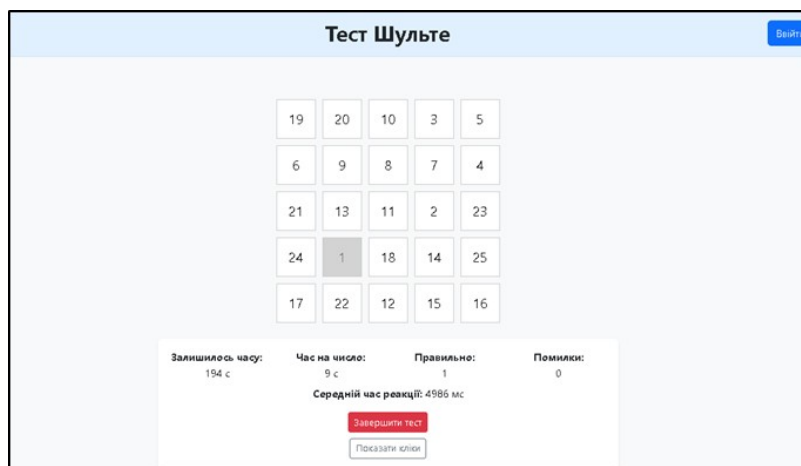 Тест Шульте
Ввійти
19 20 10 3 5
6 9 8 7 4
21 13 11 2 23
24 1 18 14 25
17 22 12 15 16
Залишилось часу: Час на число: Правильно: Помилки:
194 с 9 с 1 0
Середній час реакції: 4986 мс
Завершити тест
Показати кліки